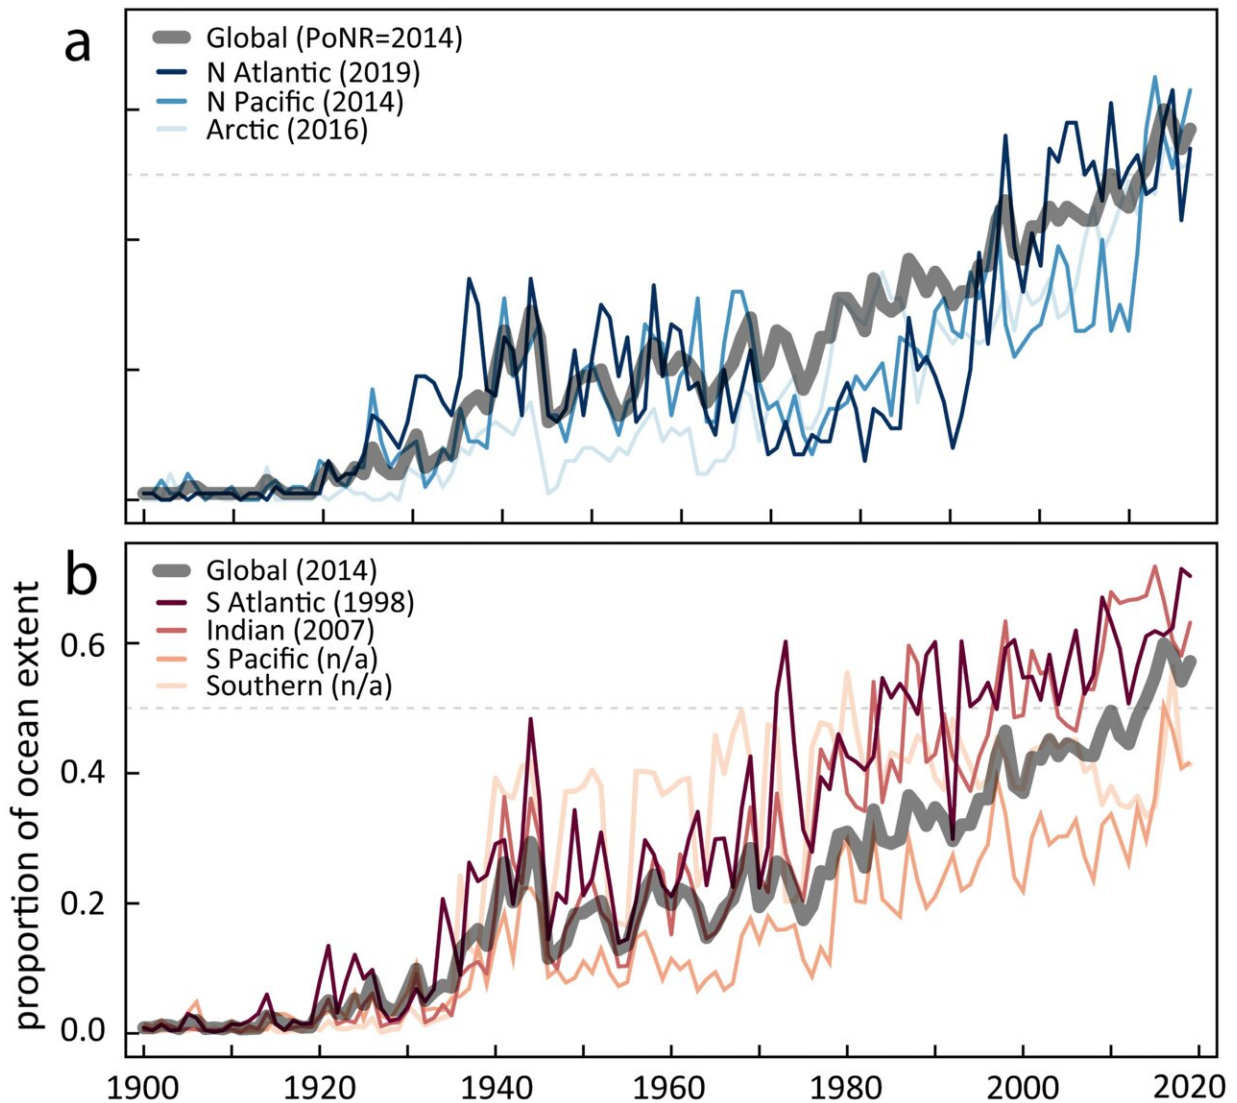 a
Global (PoNR=2014)
N Atlantic (2019)
N Pacific (2014)
Arctic (2016)
b
Global (2014)
S Atlantic (1998)
Indian (2007)
S Pacific (n/a)
Southern (n/a)
proportion of ocean extent
0.6
0.4
0.2
0.0
1900 1920 1940 1960 1980 2000 2020